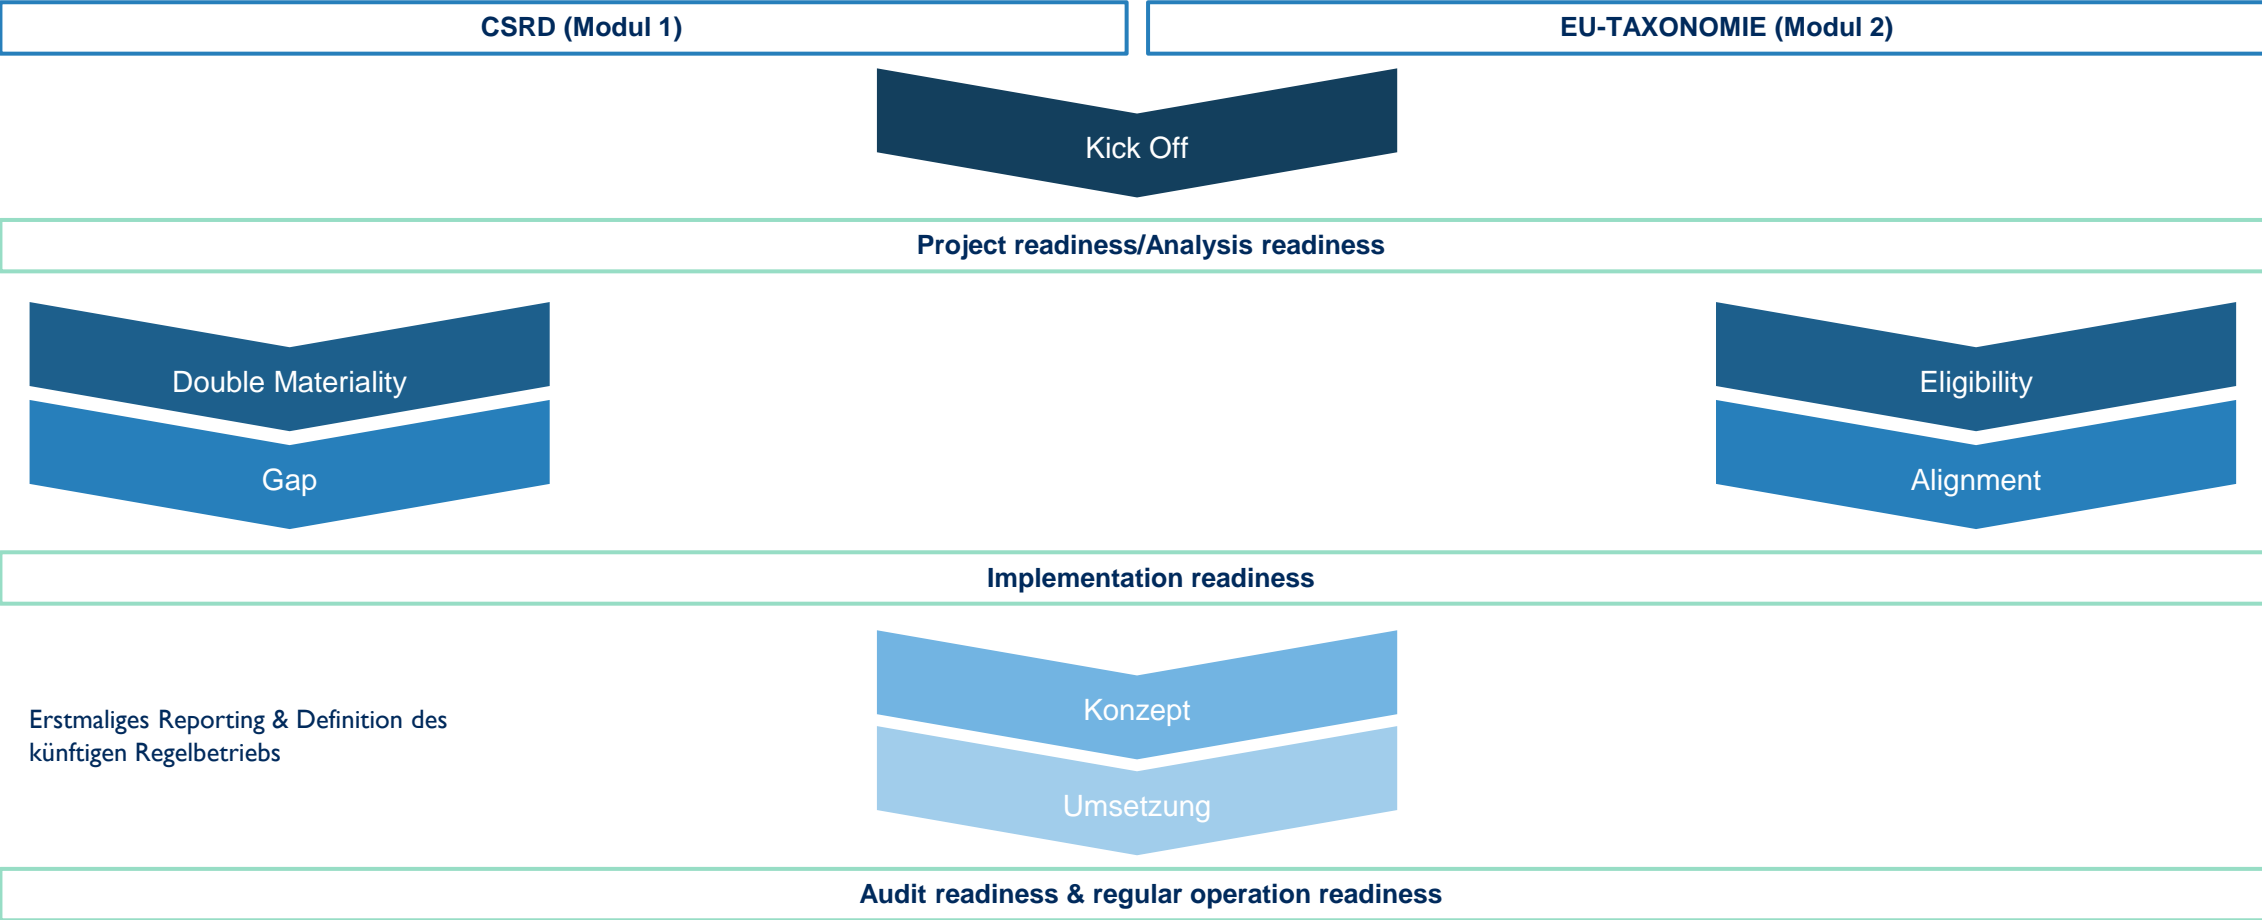 CSRD (Modul 1)
EU-TAXONOMIE (Modul 2)
Kick Off
Project readiness/Analysis readiness
Double Materiality
Gap
Eligibility
Alignment
Implementation readiness
Erstmaliges Reporting & Definition des
künftigen Regelbetriebs
Konzept
Umsetzung
Audit readiness & regular operation readiness